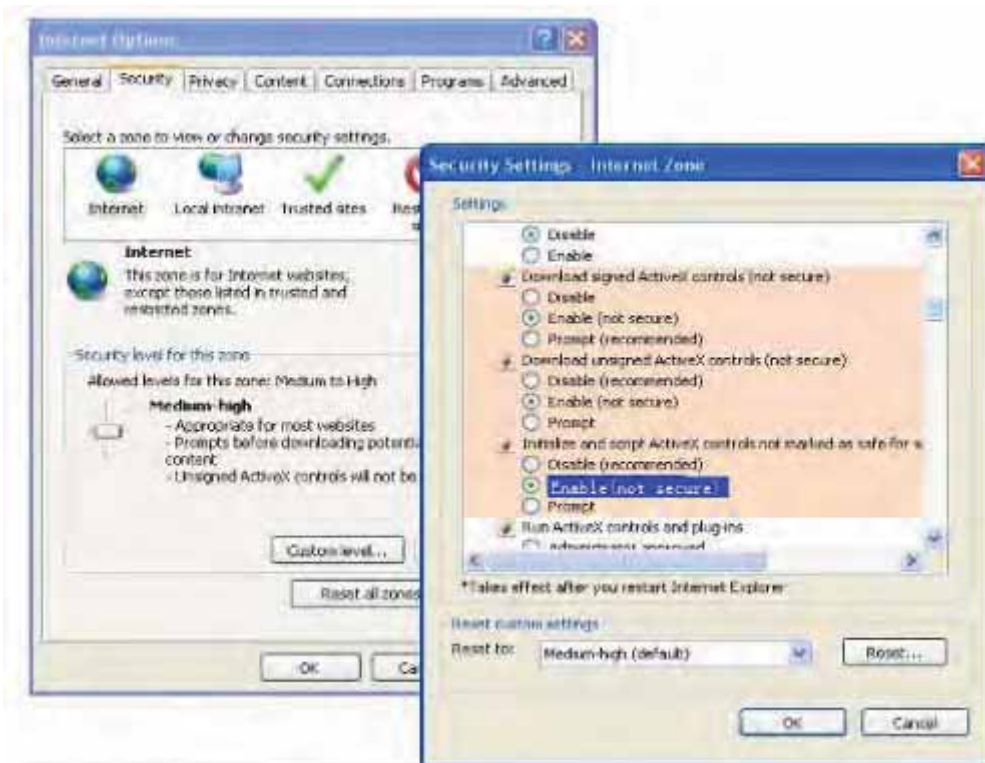 Internet Options
General Security Privacy Content Connections Programs Advanced
Select a zone to view or change security settings.
Internet Local intranet Trusted sites
Internet
This zone is for Internet websites,
except those listed in trusted and
restricted zones.
Security level for this zone
Allowed levels for this zone: Medium to High
Medium-high
- Appropriate for most websites
- Prompts before downloading
content
- Unsigned ActiveX controls will not be
Custom level...
Reset all zones
OK
Security Settings - Internet Zone
Settings
Disable
Enable
Download signed ActiveX controls (not secure)
Disable
Enable (not secure)
Prompt (recommended)
Download unsigned ActiveX controls (not secure)
Disable (recommended)
Enable (not secure)
Prompt
Initialize and script ActiveX controls not marked as safe for
Disable (recommended)
Enable(not secure)
Prompt
Run ActiveX controls and plug-ins
Administrator approved
*Takes effect after you restart Internet Explorer
Reset custom settings
Reset to: Medium-high (default) Reset...
OK Cancel